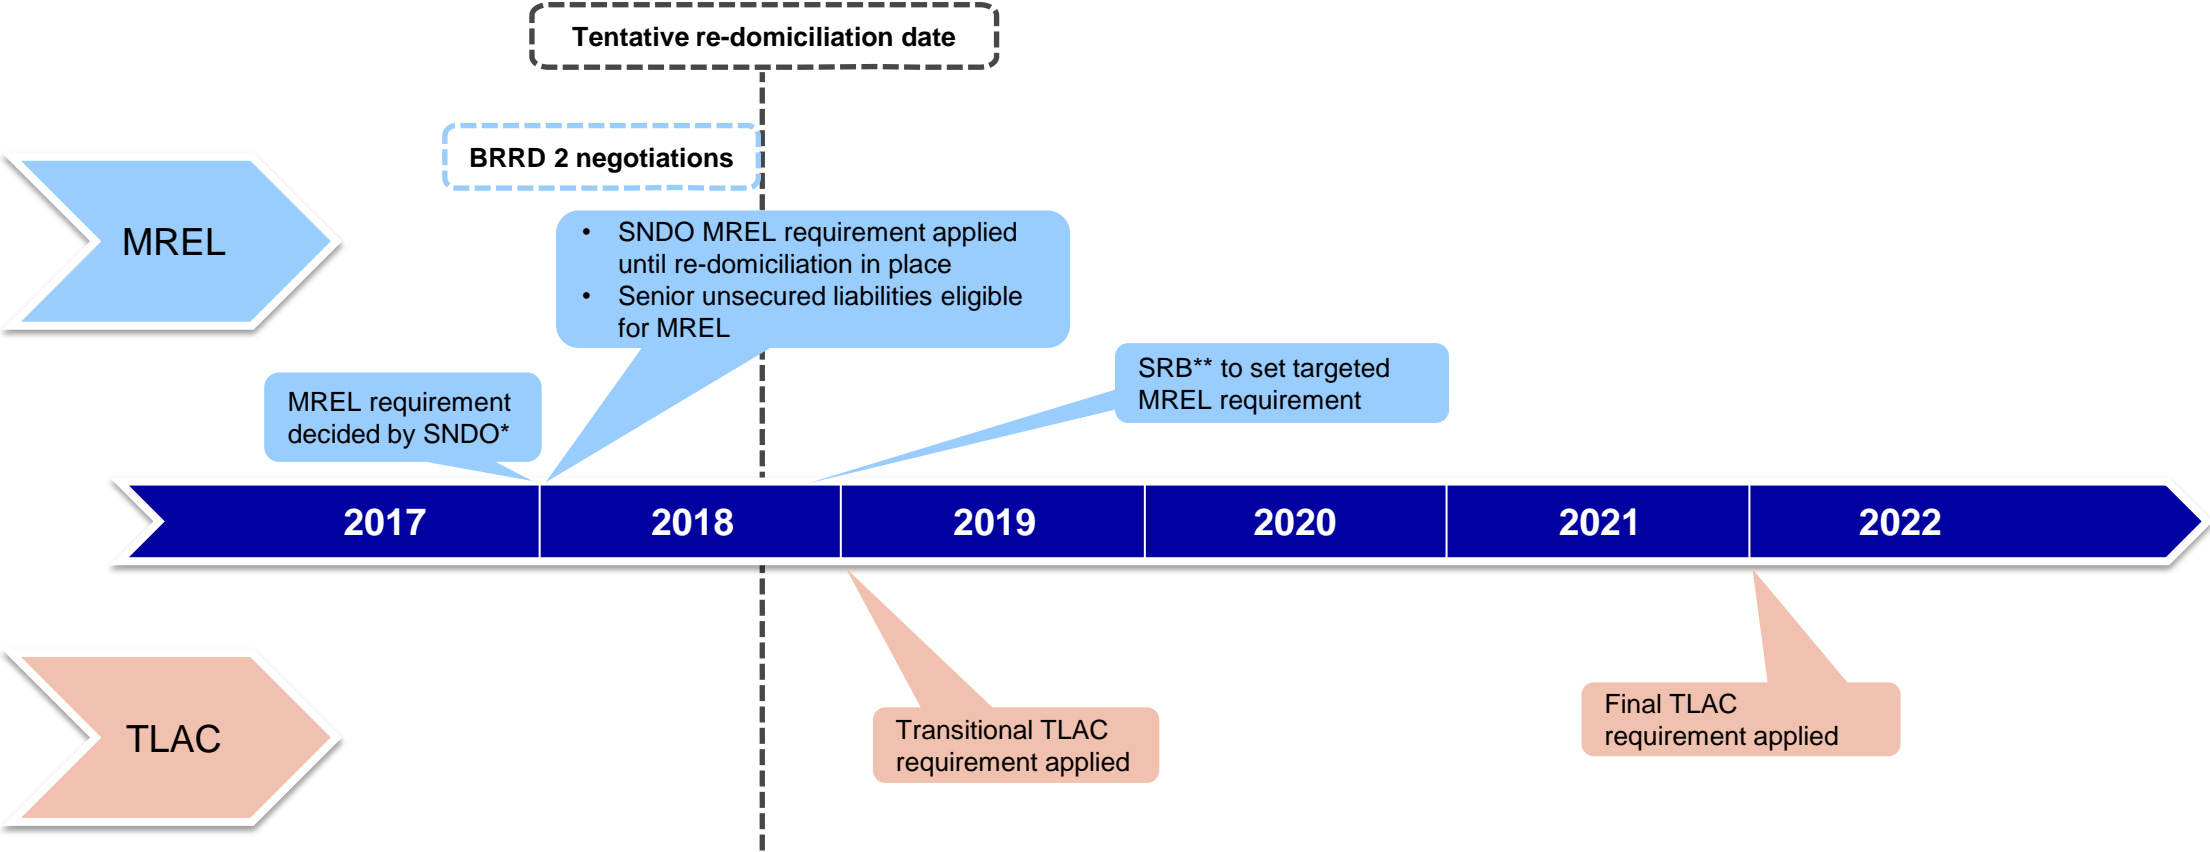 Tentative re-domiciliation date
BRRD 2 negotiations
MREL
• SNDO MREL requirement applied
until re-domiciliation in place
• Senior unsecured liabilities eligible
for MREL
SRB** to set targeted
MREL requirement
MREL requirement
decided by SNDO*
2017 2018 2019 2020 2021 2022
TLAC
Transitional TLAC
requirement applied
Final TLAC
requirement applied